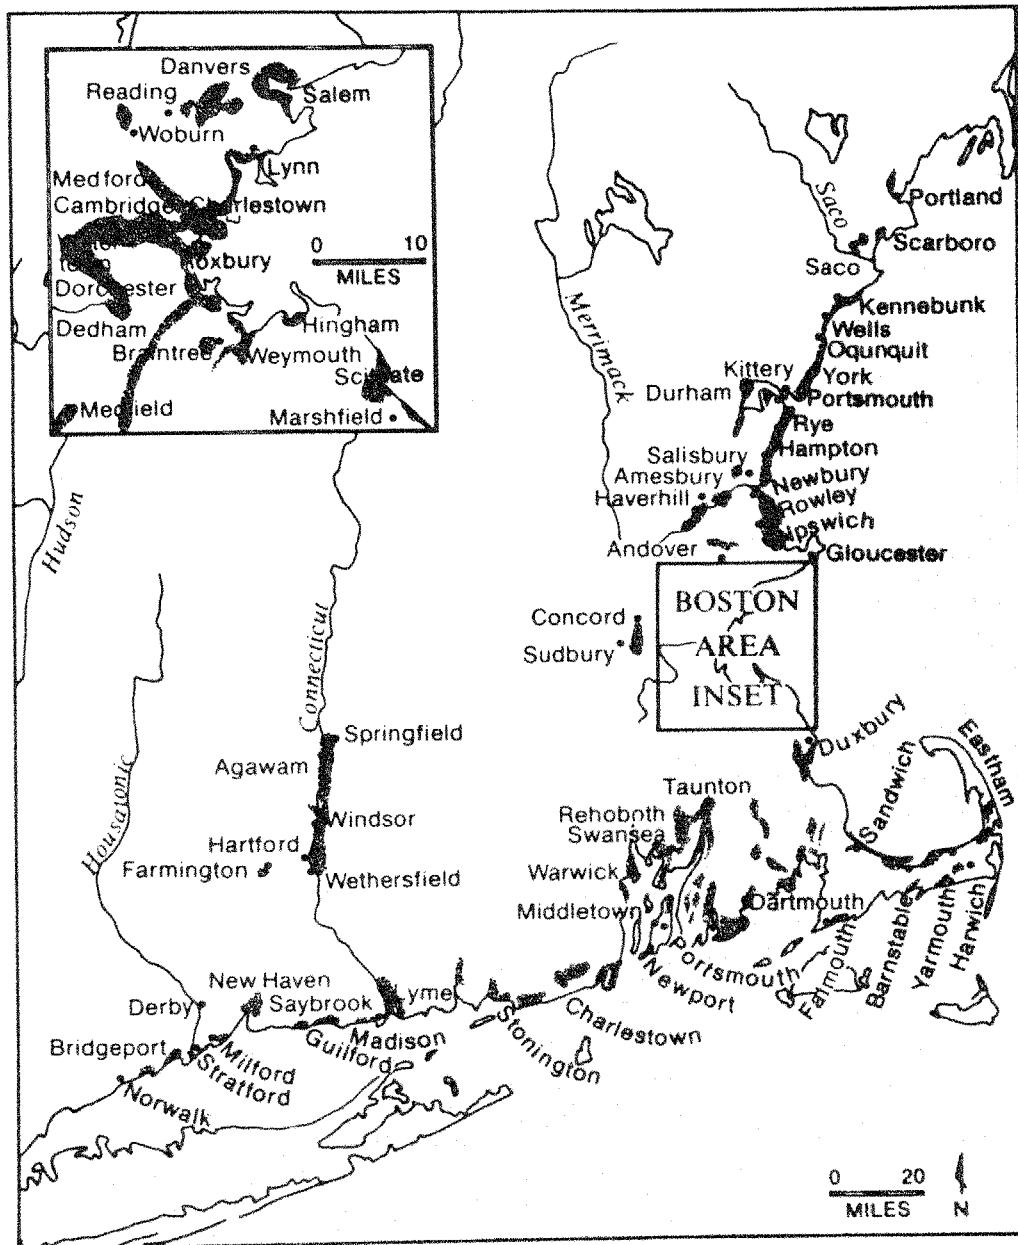 Danvers
Reading
Salem
Woburn
Lynn
Medford
Cambridge
Charlestown
Roxbury
Dorchester
Dedham
Hingham
Braintree
Weymouth
Scituate
Medfield
Marshfield
0 10
MILES
Saco
Portland
Scarboro
Saco
Merrimack
Kennebunk
Wells
Oqunquit
Kittery
York
Durham
Portsmouth
Rye
Hampton
Salisbury
Amesbury
Newbury
Haverhill
Rowley
Ipswich
Andover
Gloucester
Hudson
BOSTON
AREA
INSET
Concord
Sudbury
Connecticut
Housatonic
Springfield
Agawam
Windsor
Hartford
Farmington
Wethersfield
Duxbury
Eastham
Sandwich
Taunton
Rehoboth
Swansea
Warwick
Middletown
Dartmouth
Portsmouth
Newport
Falmouth
Barnstable
Yarmouth
Harwich
New Haven
Saybrook
Lyme
Derby
Charlestown
Stonington
Madison
Guilford
Bridgeport
Milford
Stratford
Norwalk
0 20
MILES N